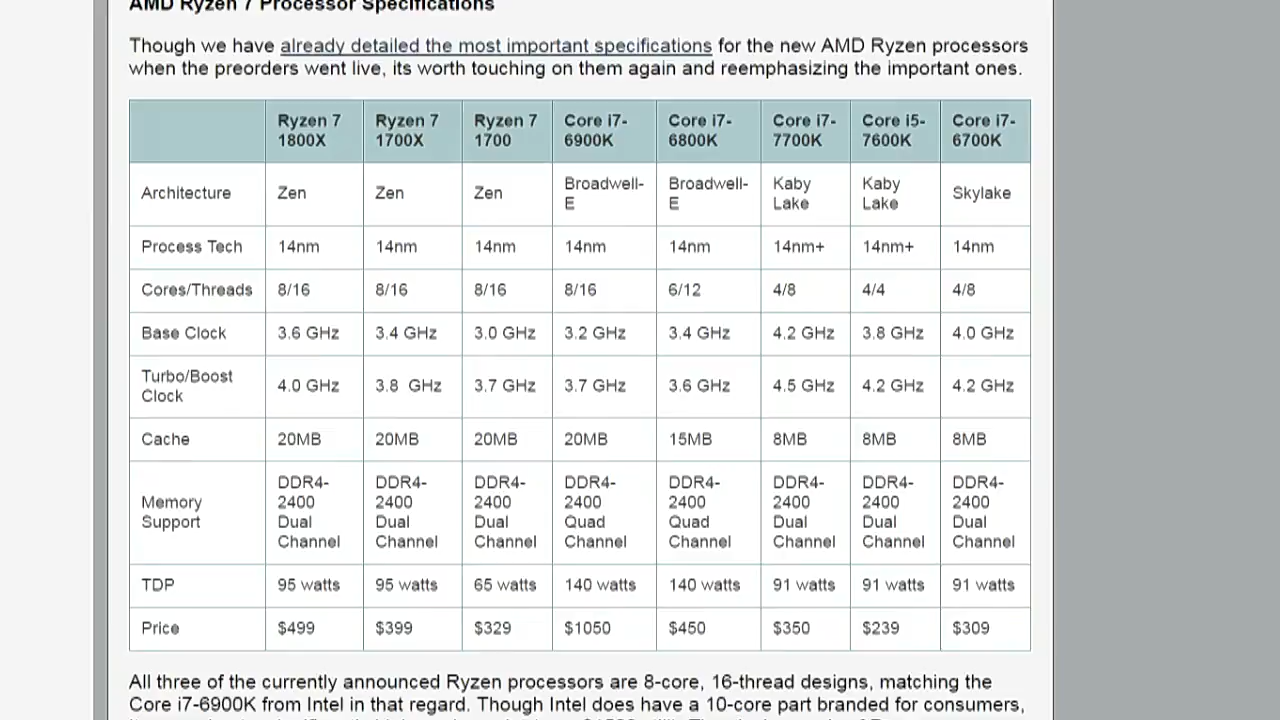 AMD Ryzen 7 Processor Specifications
Though we have already detailed the most important specifications for the new AMD Ryzen processors
when the preorders went live, its worth touching on them again and reemphasizing the important ones.
Ryzen 7 1800X Ryzen 7 1700X Ryzen 7 1700 Core i7-6900K Core i7-6800K Core i7-7700K Core i5-7600K Core i7-6700K
Architecture Zen Zen Zen Broadwell-E Broadwell-E Kaby Lake Kaby Lake Skylake
Process Tech 14nm 14nm 14nm 14nm 14nm 14nm+ 14nm+ 14nm
Cores/Threads 8/16 8/16 8/16 8/16 6/12 4/8 4/4 4/8
Base Clock 3.6 GHz 3.4 GHz 3.0 GHz 3.2 GHz 3.4 GHz 4.2 GHz 3.8 GHz 4.0 GHz
Turbo/Boost Clock 4.0 GHz 3.8 GHz 3.7 GHz 3.7 GHz 3.6 GHz 4.5 GHz 4.2 GHz 4.2 GHz
Cache 20MB 20MB 20MB 20MB 15MB 8MB 8MB 8MB
Memory Support DDR4-2400 Dual Channel DDR4-2400 Dual Channel DDR4-2400 Dual Channel DDR4-2400 Quad Channel DDR4-2400 Quad Channel DDR4-2400 Dual Channel DDR4-2400 Dual Channel DDR4-2400 Dual Channel
TDP 95 watts 95 watts 65 watts 140 watts 140 watts 91 watts 91 watts 91 watts
Price $499 $399 $329 $1050 $450 $350 $239 $309
All three of the currently announced Ryzen processors are 8-core, 16-thread designs, matching the
Core i7-6900K from Intel in that regard. Though Intel does have a 10-core part branded for consumers,